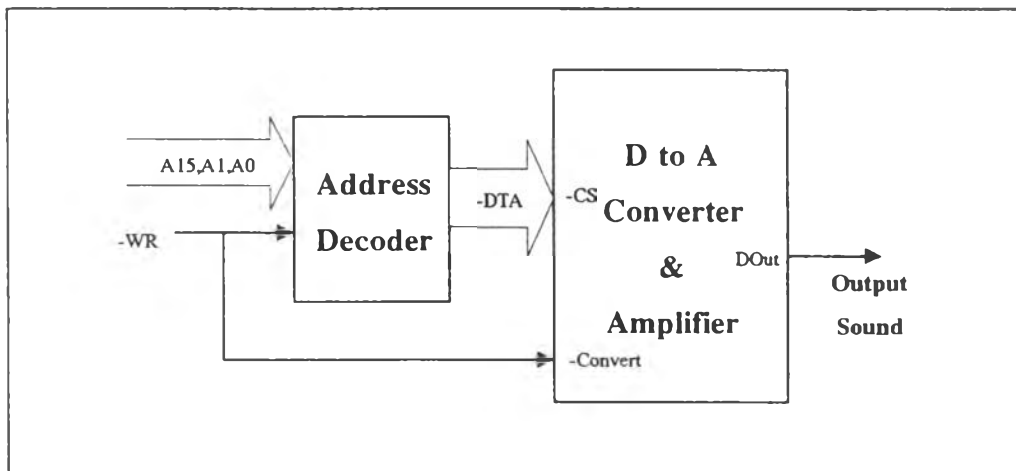 A15,A1,A0
-WR
Address
Decoder
-DTA
-CS
D to A
Converter
&
Amplifier
DOut
-Convert
Output
Sound